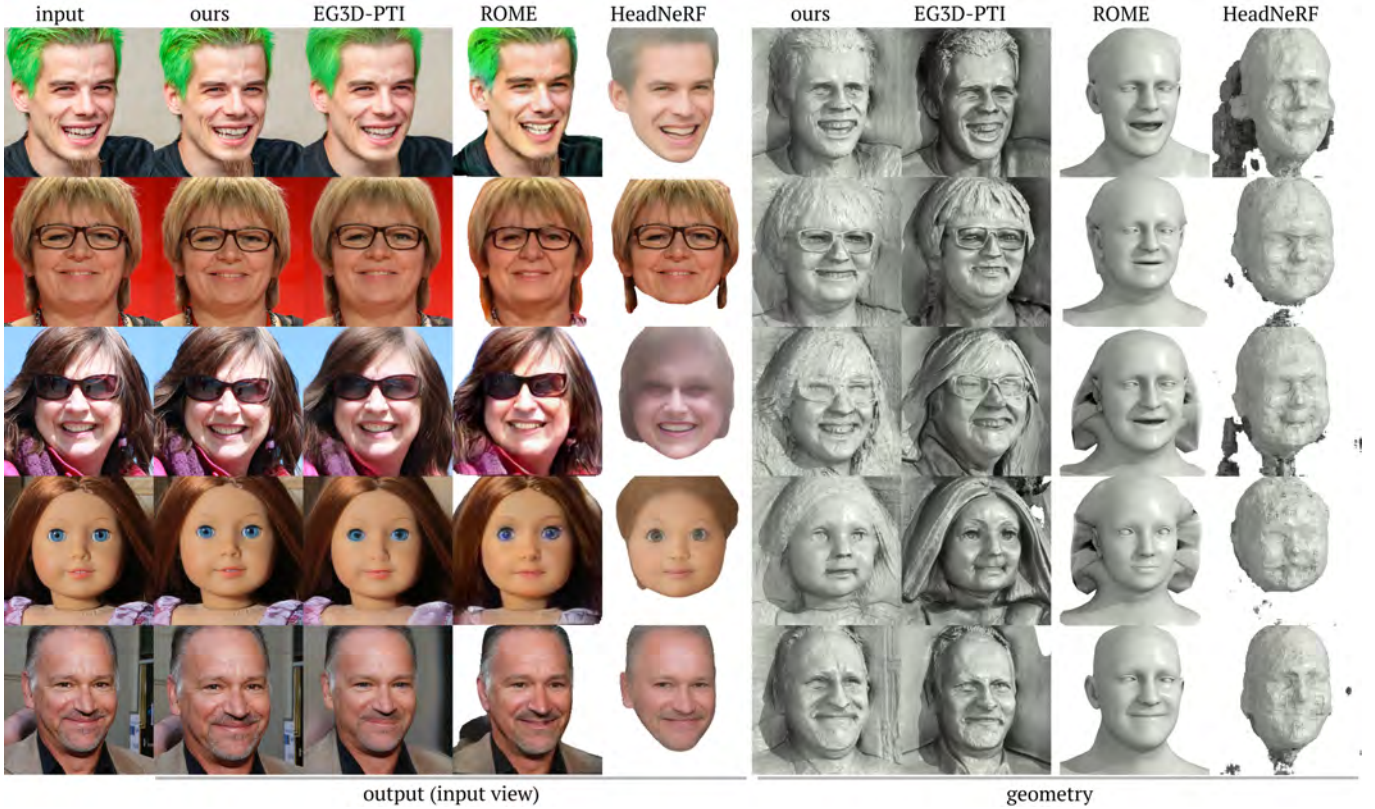 input ours EG3D-PTI ROME HeadNeRF ours EG3D-PTI ROME HeadNeRF
output (input view) geometry